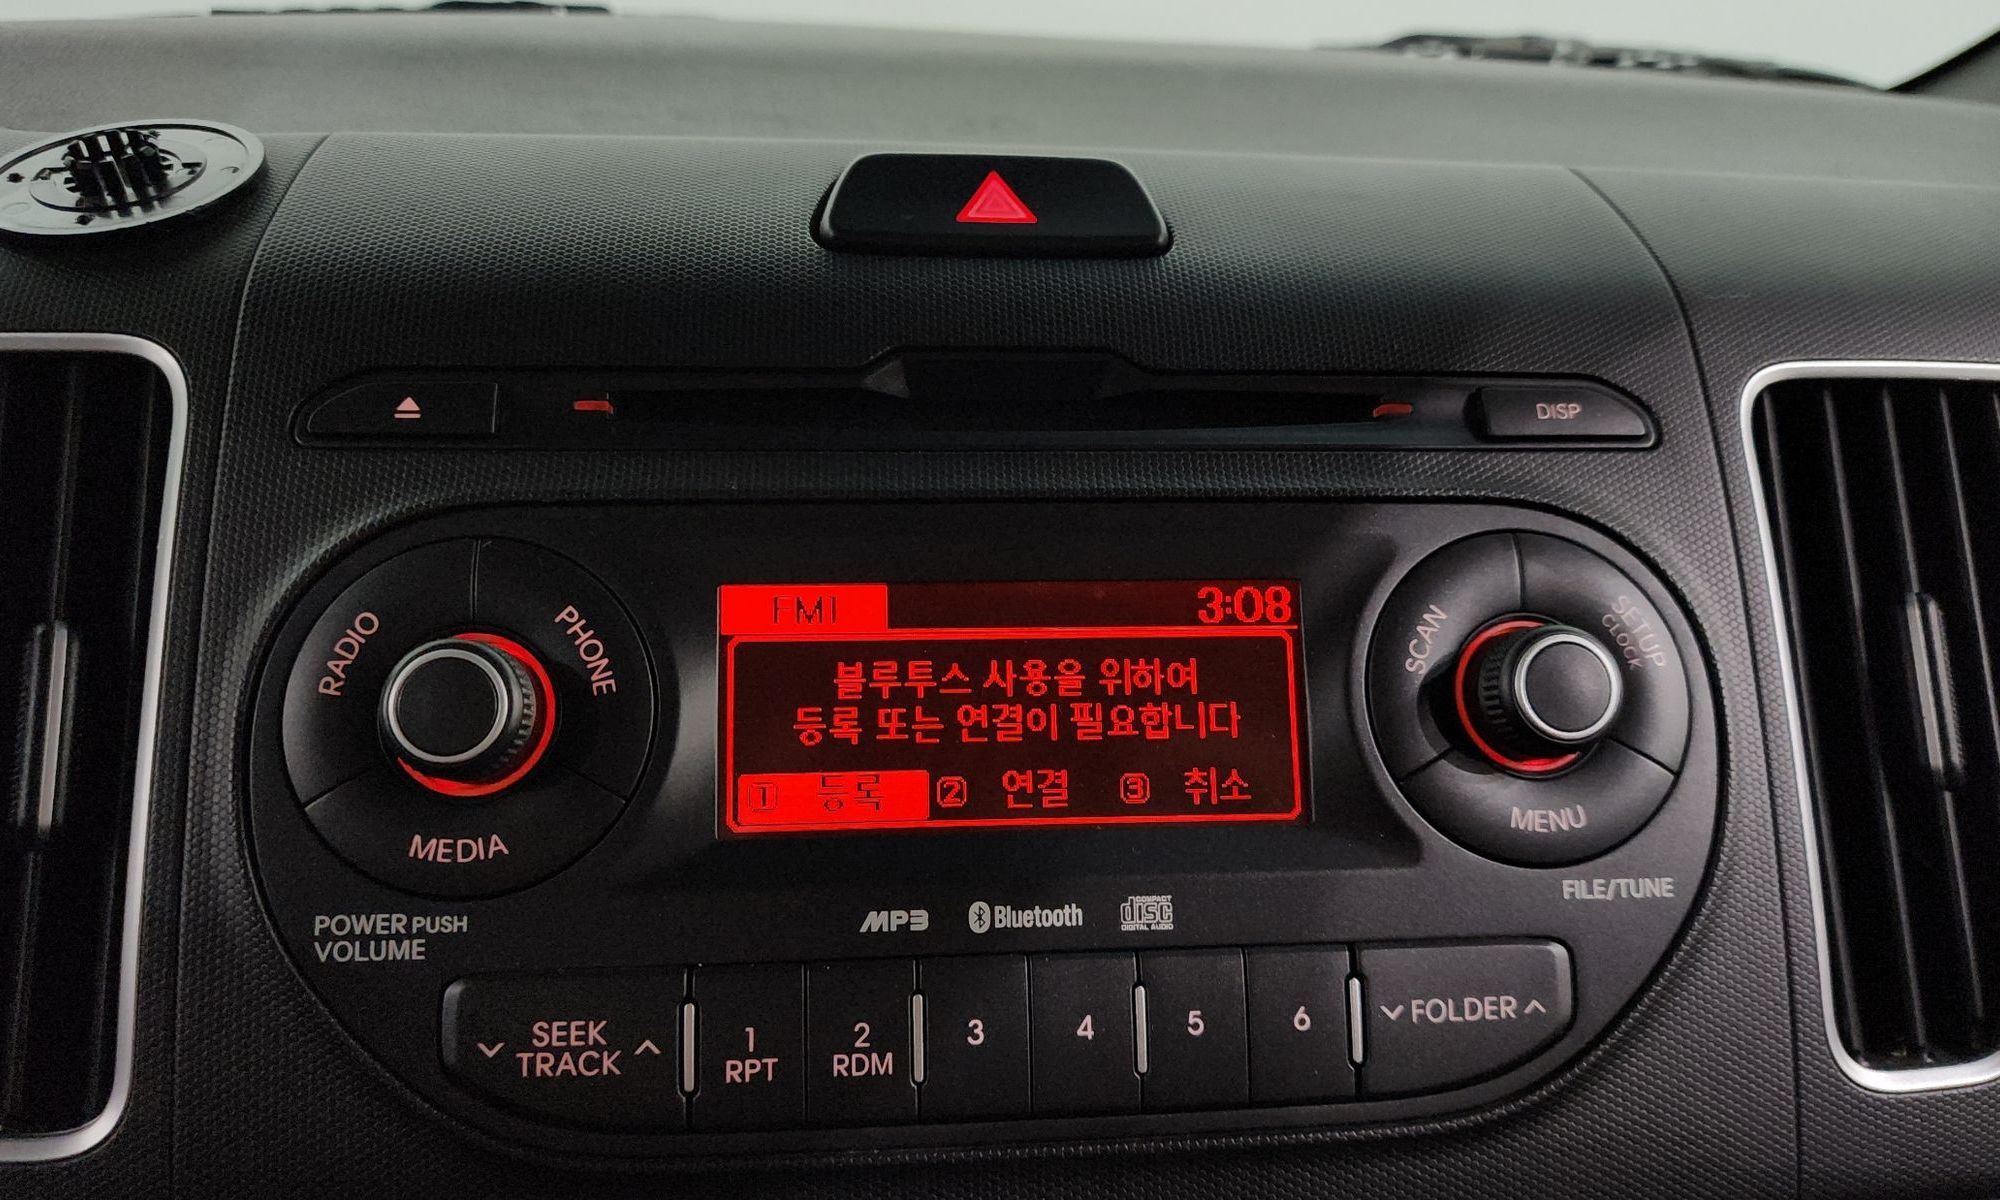 DISP
RADIO
PHONE
MEDIA
POWER PUSH
VOLUME
FM1 3:08
블루투스 사용을 위하여
등록 또는 연결이 필요합니다
1 등록 2 연결 3 취소
SCAN
SETUP
CLOCK
MENU
FILE/TUNE
MP3 Bluetooth COMPACT disc DIGITAL AUDIO
SEEK
TRACK
1
RPT
2
RDM
3
4
5
6
FOLDER